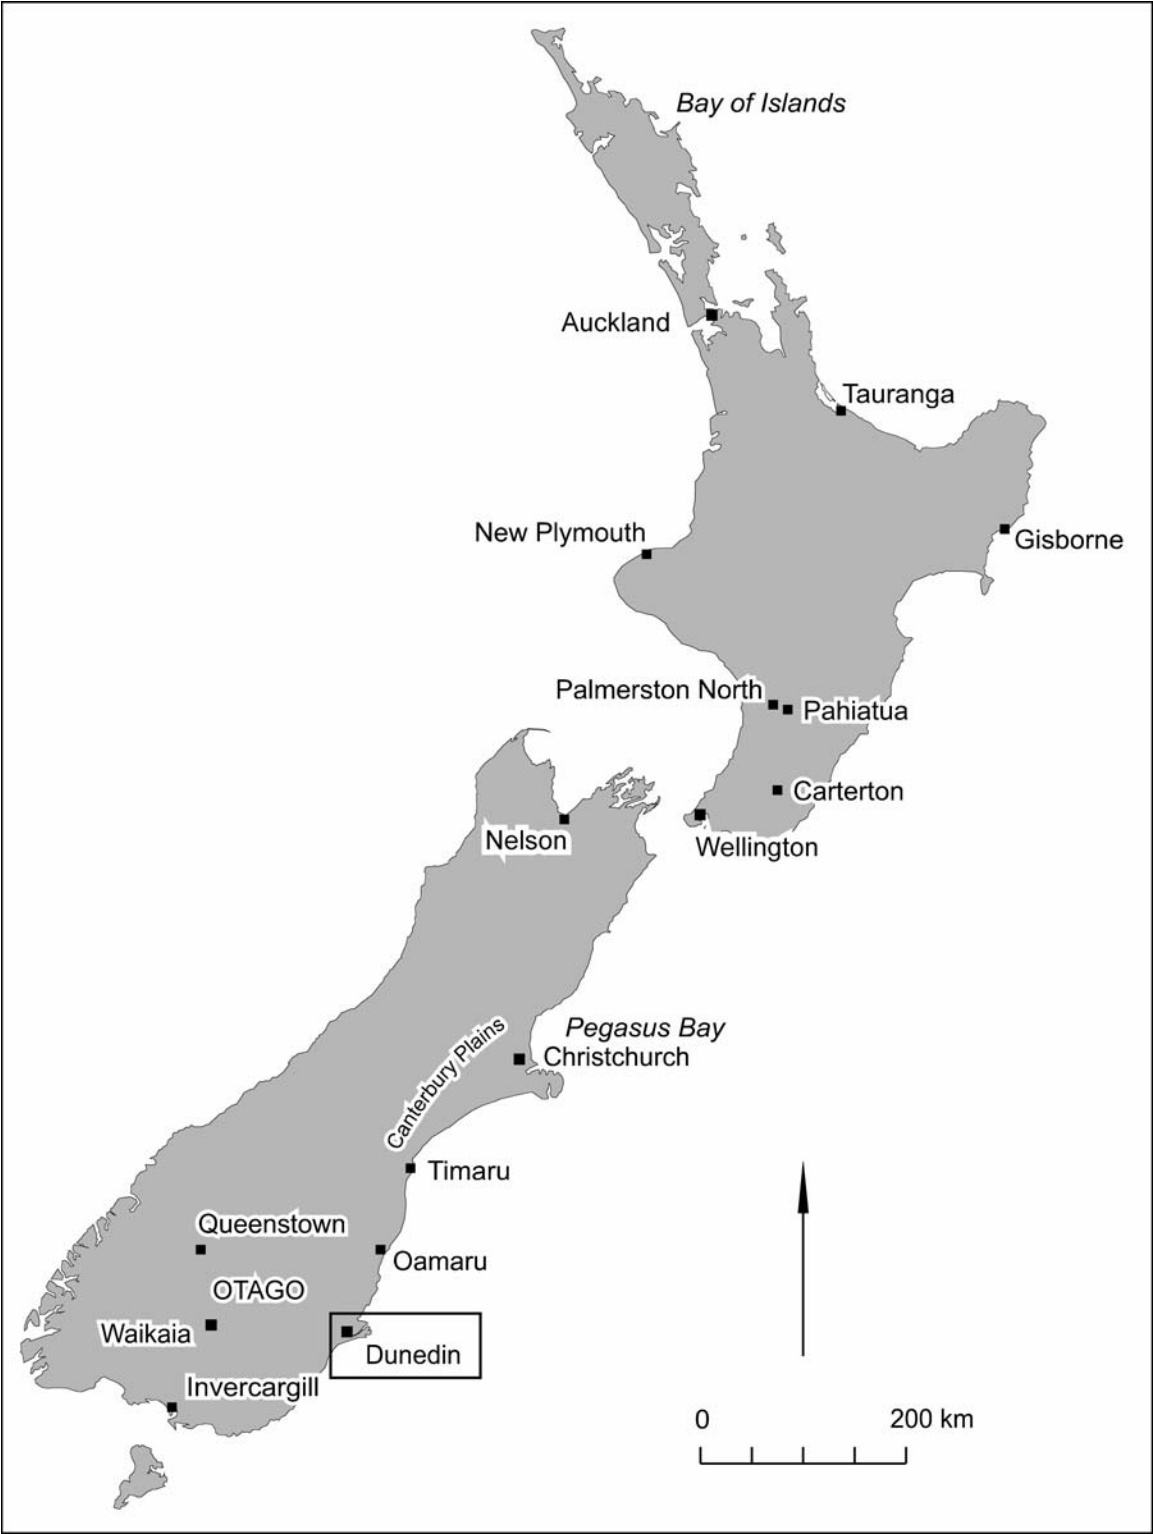 Bay of Islands
Auckland
Tauranga
New Plymouth
Gisborne
Palmerston North
Pahiatua
Carterton
Nelson
Wellington
Canterbury Plains
Pegasus Bay
Christchurch
Timaru
Queenstown
Oamaru
OTAGO
Waikaia
Dunedin
Invercargill
0 200 km